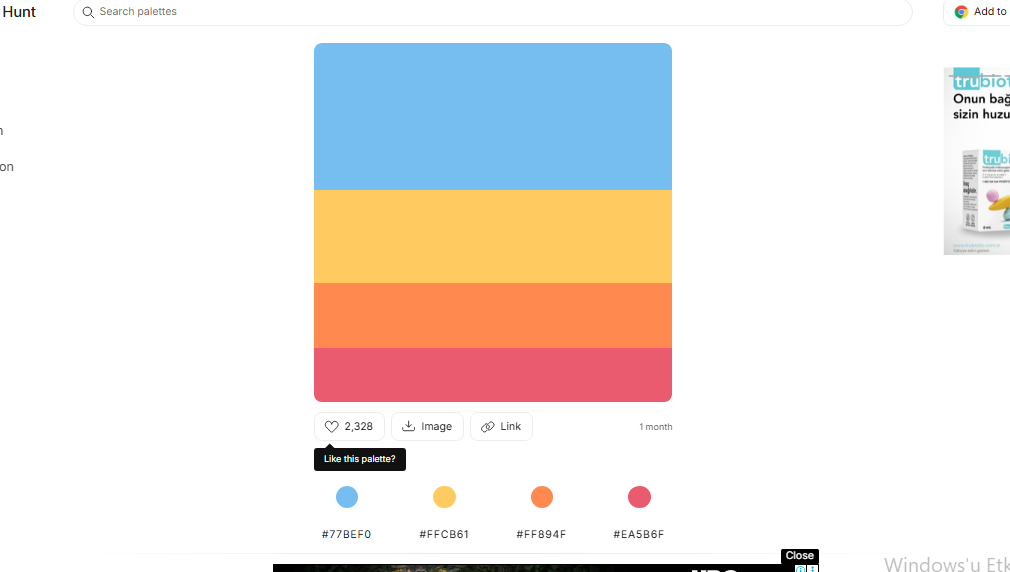 Hunt
Search palettes
Add to
trubiot
Onun bağ
sizin huzu
n
on
trubi
2,328
Image
Link
1 month
Like this palette?
#77BEF0
#FFCB61
#FF894F
#EA5B6F
Close
Windows'u Etk